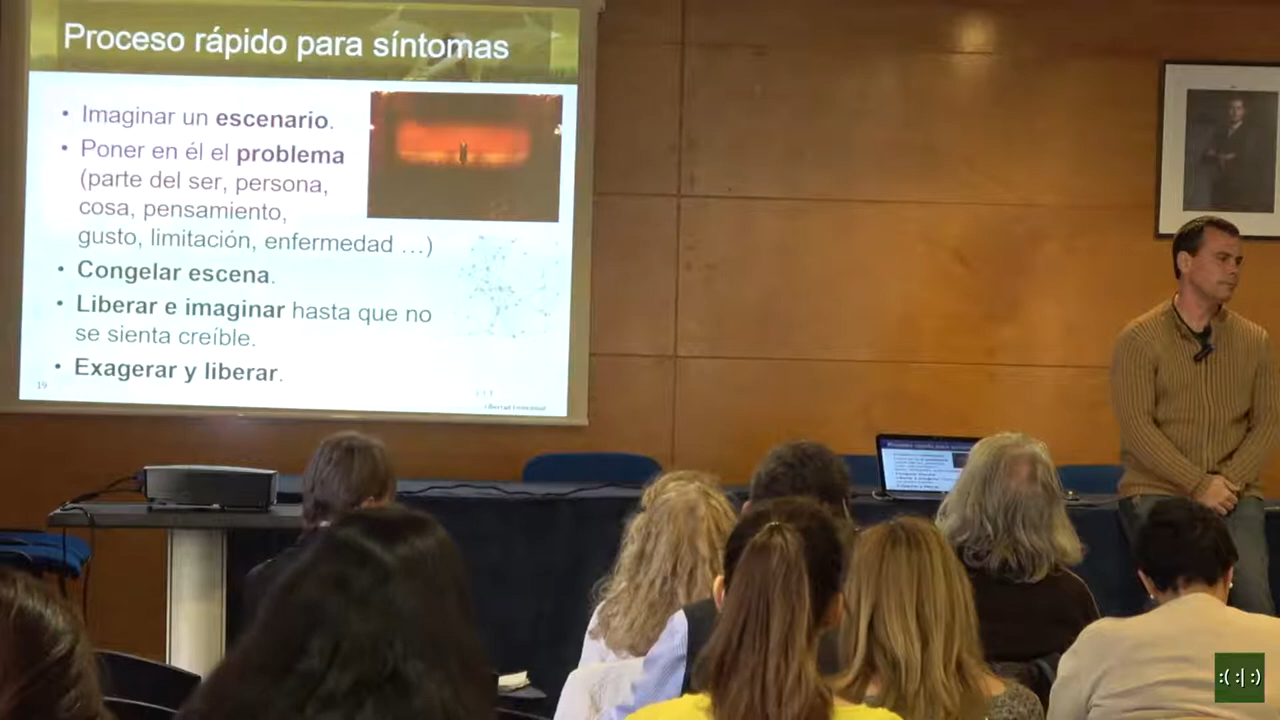 Proceso rápido para síntomas
• Imaginar un escenario.
• Poner en él el problema
(parte del ser, persona,
cosa, pensamiento,
gusto, limitación, enfermedad …)
• Congelar escena.
• Liberar e imaginar hasta que no
se sienta creíble.
• Exagerar y liberar.
19
:( :| :)